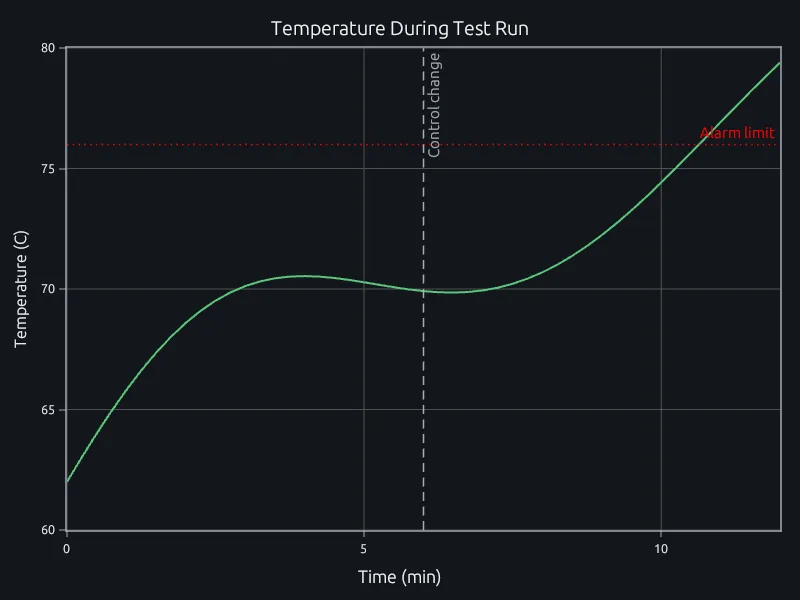 Temperature During Test Run
80
75
70
65
60
Temperature (C)
Control change
Alarm limit
0
5
10
Time (min)